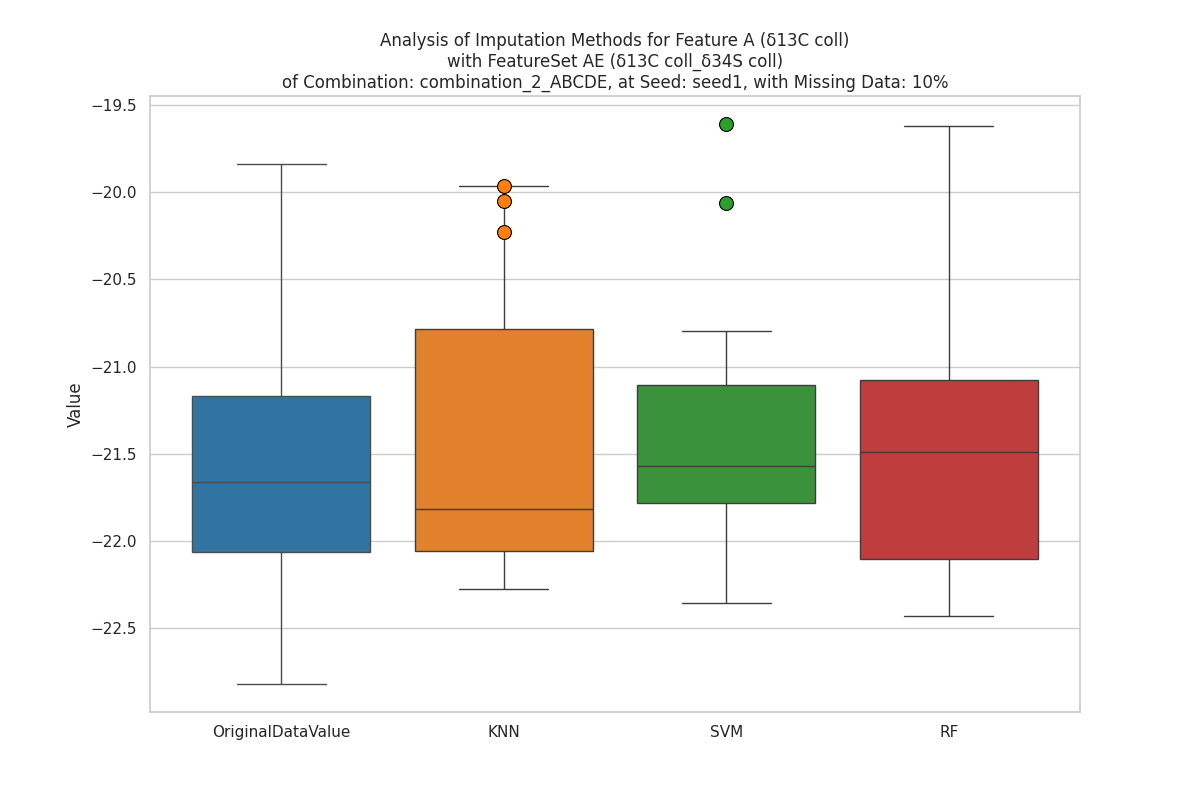 Analysis of Imputation Methods for Feature A (δ13C coll)
with FeatureSet AE (δ13C coll_δ34S coll)
of Combination: combination_2_ABCDE, at Seed: seed1, with Missing Data: 10%
−19.5
−20.0
−20.5
−21.0
−21.5
−22.0
−22.5
Value
OriginalDataValue
KNN
SVM
RF